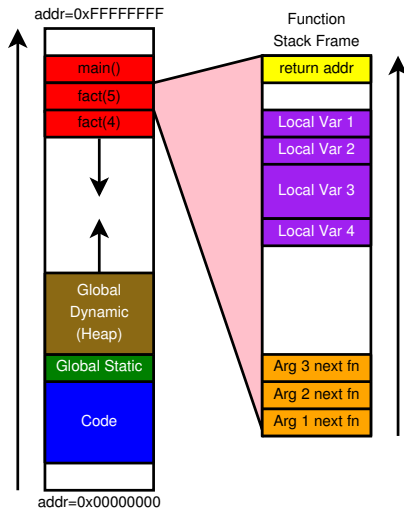 addr=0xFFFFFFFF
main()
fact(5)
fact(4)
Global
Dynamic
(Heap)
Global Static
Code
addr=0x00000000
Function
Stack Frame
return addr
Local Var 1
Local Var 2
Local Var 3
Local Var 4
Arg 3 next fn
Arg 2 next fn
Arg 1 next fn